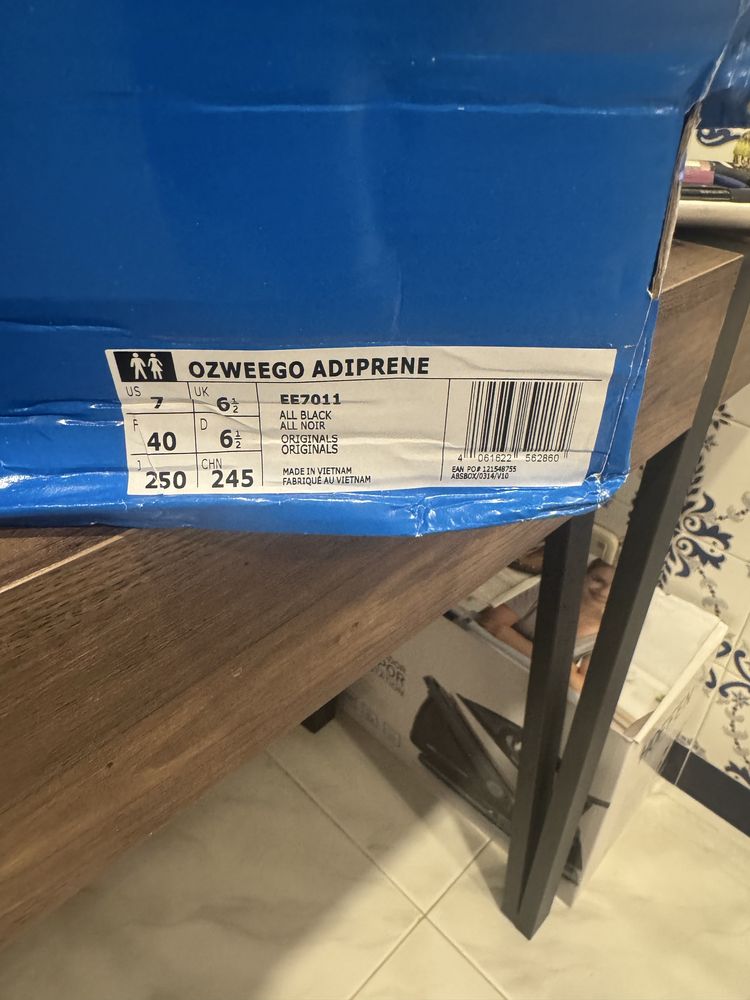 OZWEEGO ADIPRENE
US 7 UK 6½
F 40 D 6½
J 250 CHN 245
EE7011
ALL BLACK
ALL NOIR
ORIGINALS
ORIGINALS
MADE IN VIETNAM
FABRIQUÉ AU VIETNAM
4 061622 562860
EAN PO# 121548755
ABSBOX/0314/V10